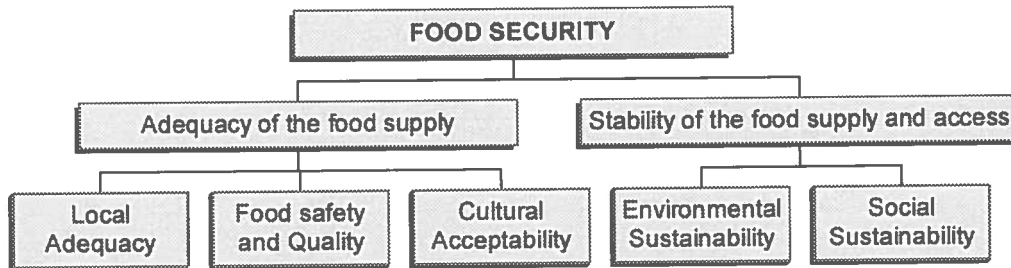 FOOD SECURITY
Adequacy of the food supply
Stability of the food supply and access
Local
Adequacy
Food safety
and Quality
Cultural
Acceptability
Environmental
Sustainability
Social
Sustainability